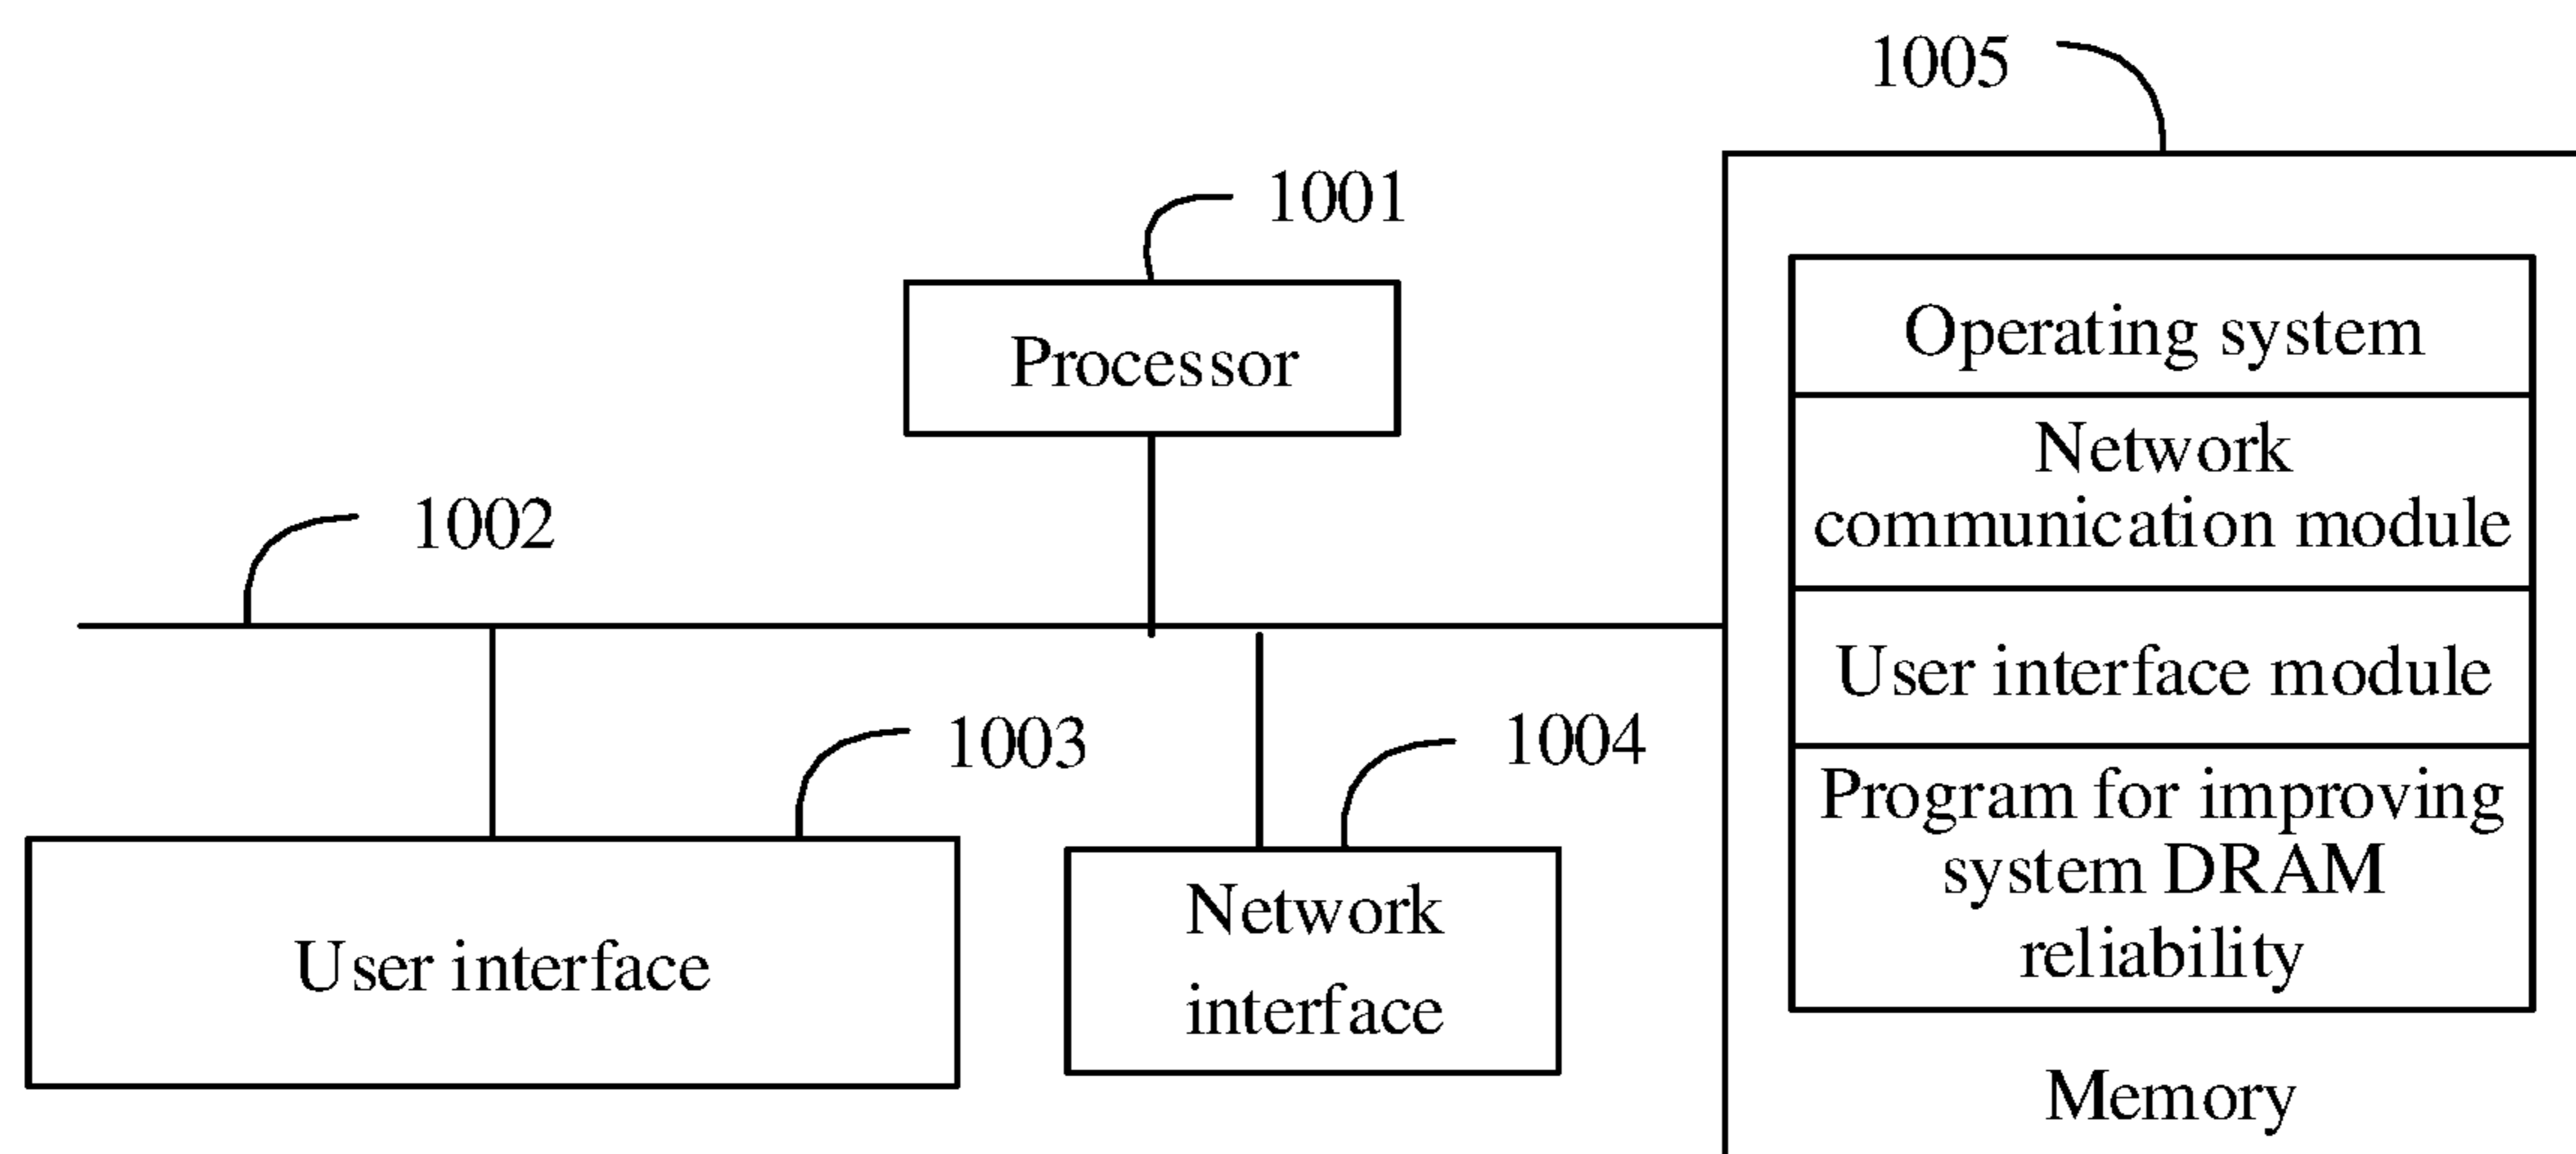 1005
1001
Processor
Operating system
Network
communication module
1002
User interface module
1003
1004
Program for improving
system DRAM
reliability
User interface
Network
interface
Memory